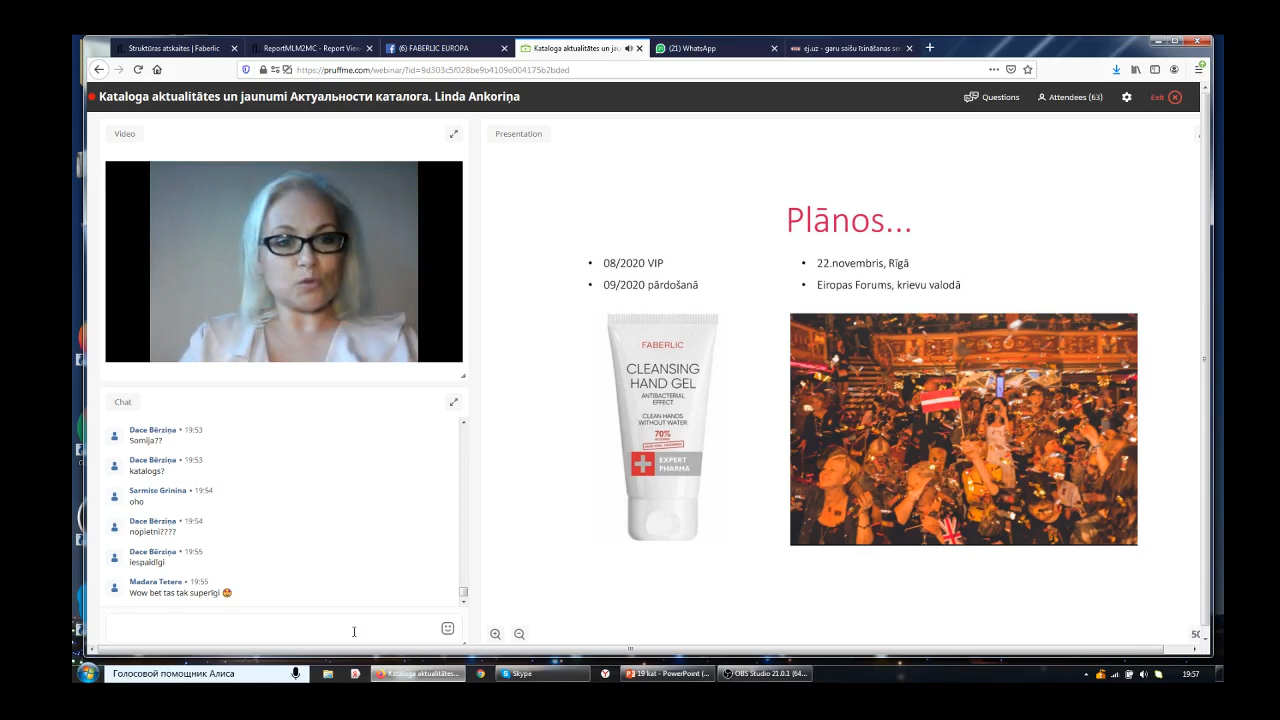 Struktūras atskaites | Faberlic
ReportMLM2MC - Report View
(6) FABERLIC EUROPA
Kataloga aktualitātes un jau
(21) WhatsApp
ej.uz - garu saišu īsināšanas se
https://pruffme.com/webinar/?id=9d303c5f028be9b4109e004175b2bded
Kataloga aktualitātes un jaunumi Актуальности каталога. Linda Ankoriņa
Questions
Attendees (63)
Exit
Video
Presentation
Plānos...
• 08/2020 VIP
• 09/2020 pārdošanā
• 22.novembris, Rīgā
• Eiropas Forums, krievu valodā
FABERLIC
CLEANSING
HAND GEL
ANTIBACTERIAL
EFFECT
CLEAN HANDS
WITHOUT WATER
70%
EXPERT
PHARMA
Chat
Dace Bērziņa • 19:53
Somija??
Dace Bērziņa • 19:53
katalogs?
Sarmite Grinina • 19:54
oho
Dace Bērziņa • 19:54
nopietni????
Dace Bērziņa • 19:55
iespaidīgi
Madara Tetere • 19:55
Wow bet tas tak superīgi 😍
50
Голосовой помощник Алиса
Kataloga aktualitātes...
Skype
19 kat - PowerPoint (...
OBS Studio 21.0.1 (64...
19:57